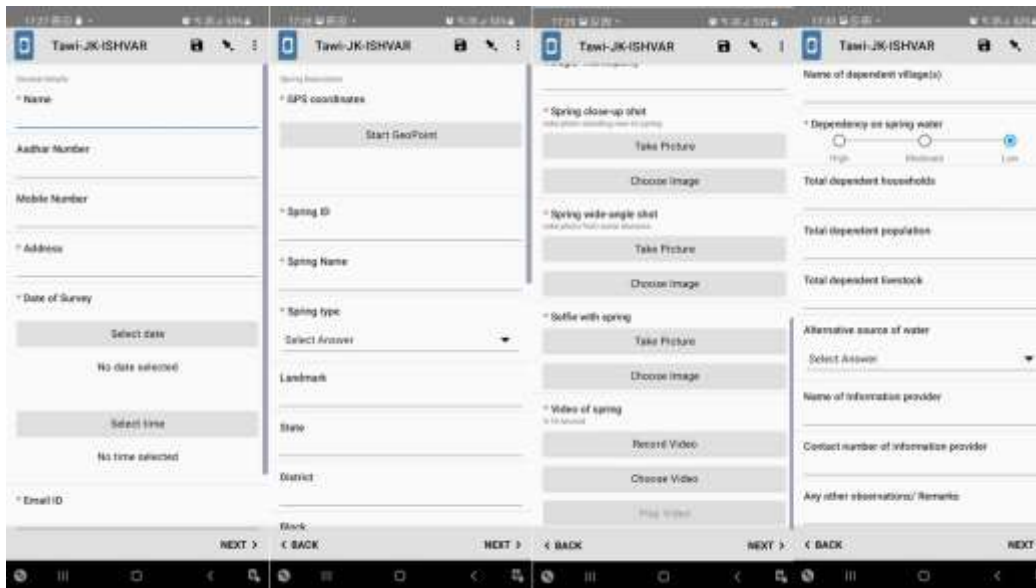 Tawi-JK-ISHVAR
General Details
* Name
Aadhar Number
Mobile Number
* Address
* Date of Survey
Select date
No date selected
Select time
No time selected
* Email ID
NEXT >
Tawi-JK-ISHVAR
* GPS coordinates
Start GeoPoint
* Spring ID
* Spring Name
* Spring type
Select Answer
Landmark
State
District
Block
< BACK
NEXT >
Tawi-JK-ISHVAR
* Spring close-up shot
Take Picture
Choose Image
* Spring wide-angle shot
Take Picture
Choose Image
* Selfie with spring
Take Picture
Choose Image
* Video of spring
Record Video
Choose Video
Play Video
< BACK
NEXT >
Tawi-JK-ISHVAR
Name of dependent village(s)
* Dependency on spring water
High
Moderate
Low
Total dependent households
Total dependent population
Total dependent livestock
Alternative source of water
Select Answer
Name of information provider
Contact number of information provider
Any other observations/ Remarks
< BACK
NEXT